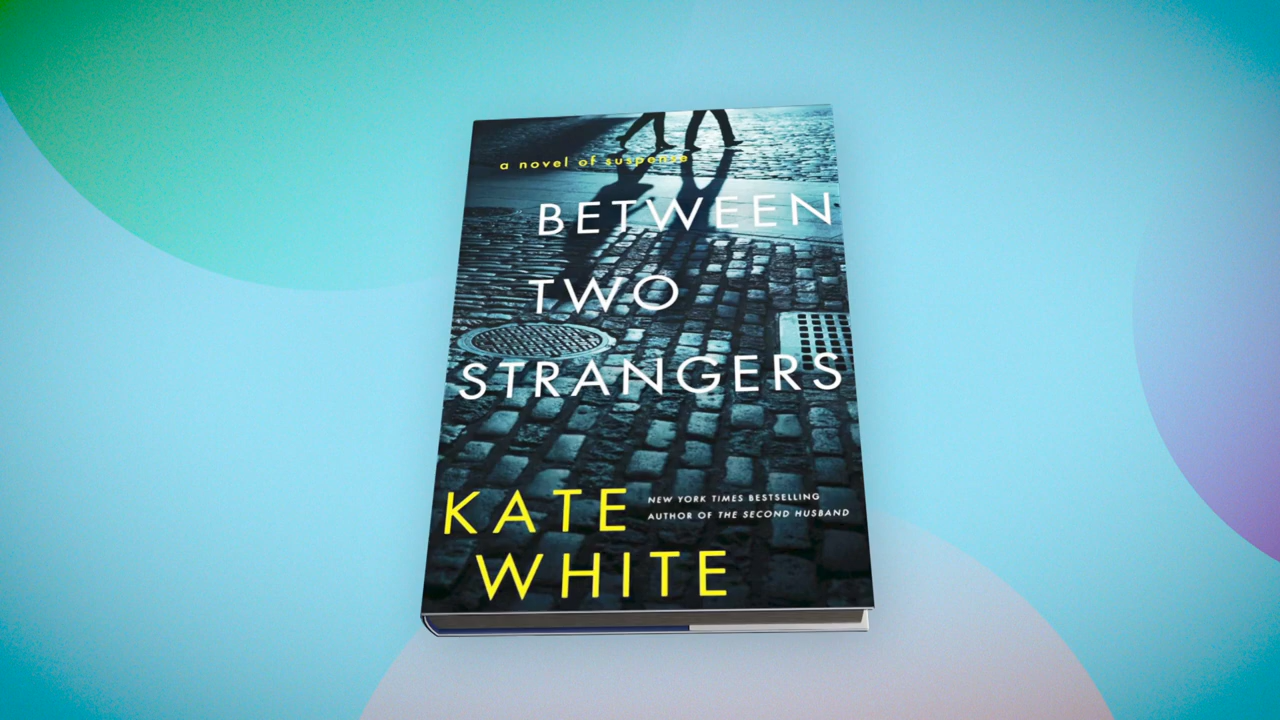 a novel of suspense
BETWEEN
TWO
STRANGERS
KATE
WHITE
NEW YORK TIMES BESTSELLING
AUTHOR OF THE SECOND HUSBAND